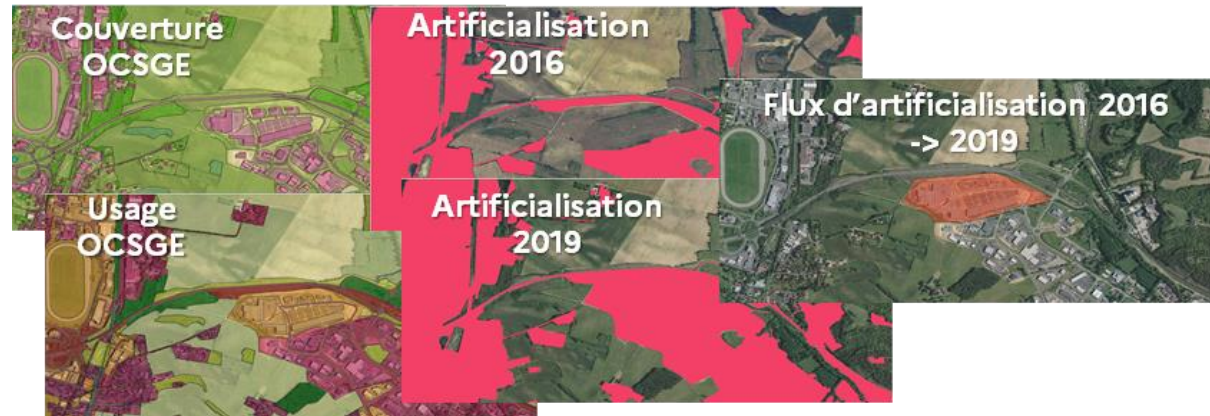 Couverture
OCSGE
Artificialisation
2016
Flux d'artificialisation 2016
-> 2019
Usage
OCSGE
Artificialisation
2019